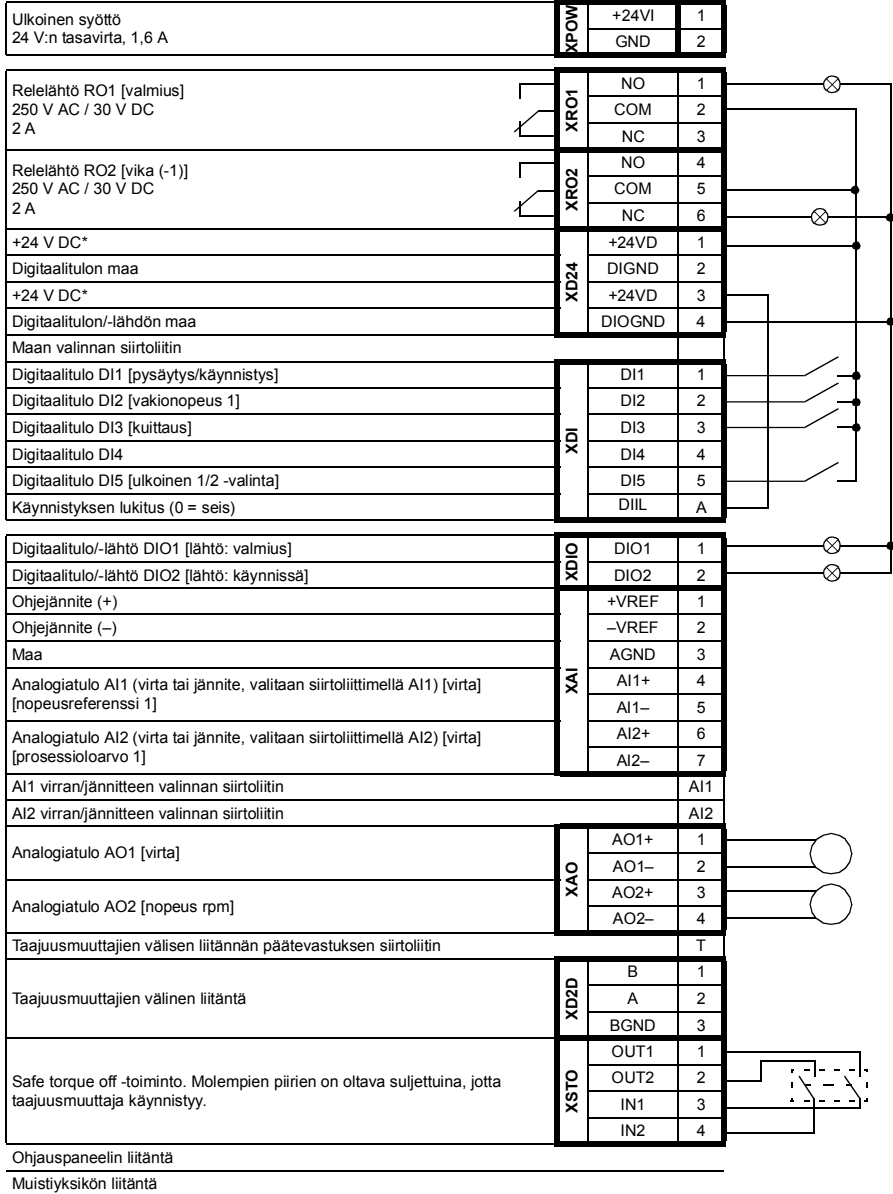 Ulkoinen syöttö
24 V:n tasavirta, 1,6 A
XPOW
+24VI 1
GND 2
Relelähtö RO1 [valmius]
250 V AC / 30 V DC
2 A
XRO1
NO 1
COM 2
NC 3
Relelähtö RO2 [vika (-1)]
250 V AC / 30 V DC
2 A
XRO2
NO 4
COM 5
NC 6
XD24
+24 V DC* +24VD 1
Digitaalitulon maa DIGND 2
+24 V DC* +24VD 3
Digitaalitulon/-lähdön maa DIOGND 4
Maan valinnan siirtoliitin
XDI
Digitaalitulo DI1 [pysäytys/käynnistys] DI1 1
Digitaalitulo DI2 [vakionopeus 1] DI2 2
Digitaalitulo DI3 [kuittaus] DI3 3
Digitaalitulo DI4 DI4 4
Digitaalitulo DI5 [ulkoinen 1/2 -valinta] DI5 5
Käynnistyksen lukitus (0 = seis) DIIL A
XDIO
Digitaalitulo/-lähtö DIO1 [lähtö: valmius] DIO1 1
Digitaalitulo/-lähtö DIO2 [lähtö: käynnissä] DIO2 2
XAI
Ohjejännite (+) +VREF 1
Ohjejännite (–) –VREF 2
Maa AGND 3
Analogiatulo AI1 (virta tai jännite, valitaan siirtoliittimellä AI1) [virta]
[nopeusreferenssi 1]
AI1+ 4
AI1– 5
Analogiatulo AI2 (virta tai jännite, valitaan siirtoliittimellä AI2) [virta]
[prosessioloarvo 1]
AI2+ 6
AI2– 7
AI1 virran/jännitteen valinnan siirtoliitin AI1
AI2 virran/jännitteen valinnan siirtoliitin AI2
Analogiatulo AO1 [virta]
XAO
AO1+ 1
AO1– 2
Analogiatulo AO2 [nopeus rpm]
AO2+ 3
AO2– 4
Taajuusmuuttajien välisen liitännän päätevastuksen siirtoliitin T
Taajuusmuuttajien välinen liitäntä
XD2D
B 1
A 2
BGND 3
Safe torque off -toiminto. Molempien piirien on oltava suljettuina, jotta
taajuusmuuttaja käynnistyy.
XSTO
OUT1 1
OUT2 2
IN1 3
IN2 4
Ohjauspaneelin liitäntä
Muistiyksikön liitäntä